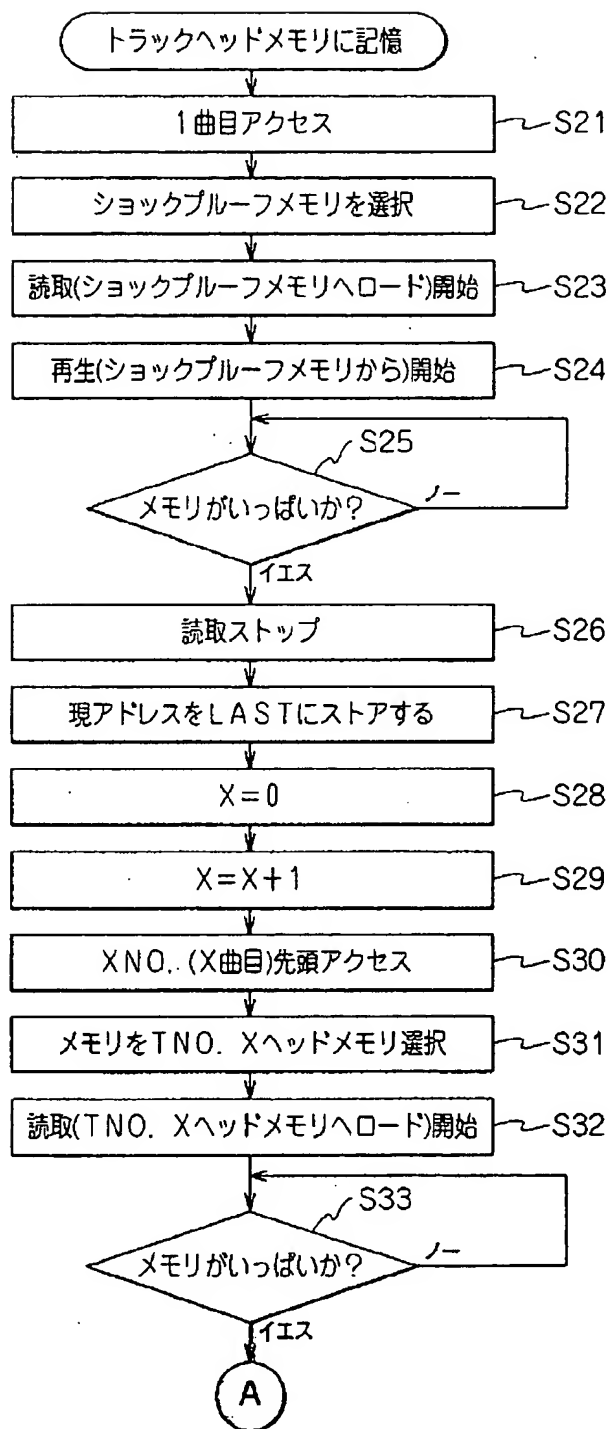 トラックヘッドメモリに記憶
1曲目アクセス
S21
ショックプルーフメモリを選択
S22
読取(ショックプルーフメモリへロード)開始
S23
再生(ショックプルーフメモリから)開始
S24
S25
メモリがいっぱいか?
ノー
イエス
読取ストップ
S26
現アドレスをLASTにストアする
S27
X=0
S28
X=X+1
S29
XNO.(X曲目)先頭アクセス
S30
メモリをTNO. Xヘッドメモリ選択
S31
読取(TNO. Xヘッドメモリへロード)開始
S32
S33
メモリがいっぱいか?
ノー
イエス
A